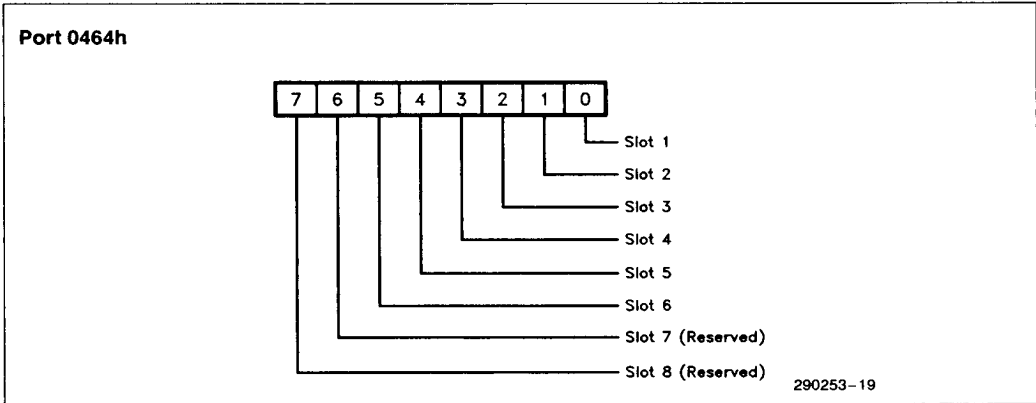 Port 0464h
7 6 5 4 3 2 1 0
Slot 1
Slot 2
Slot 3
Slot 4
Slot 5
Slot 6
Slot 7 (Reserved)
Slot 8 (Reserved)
290253-19